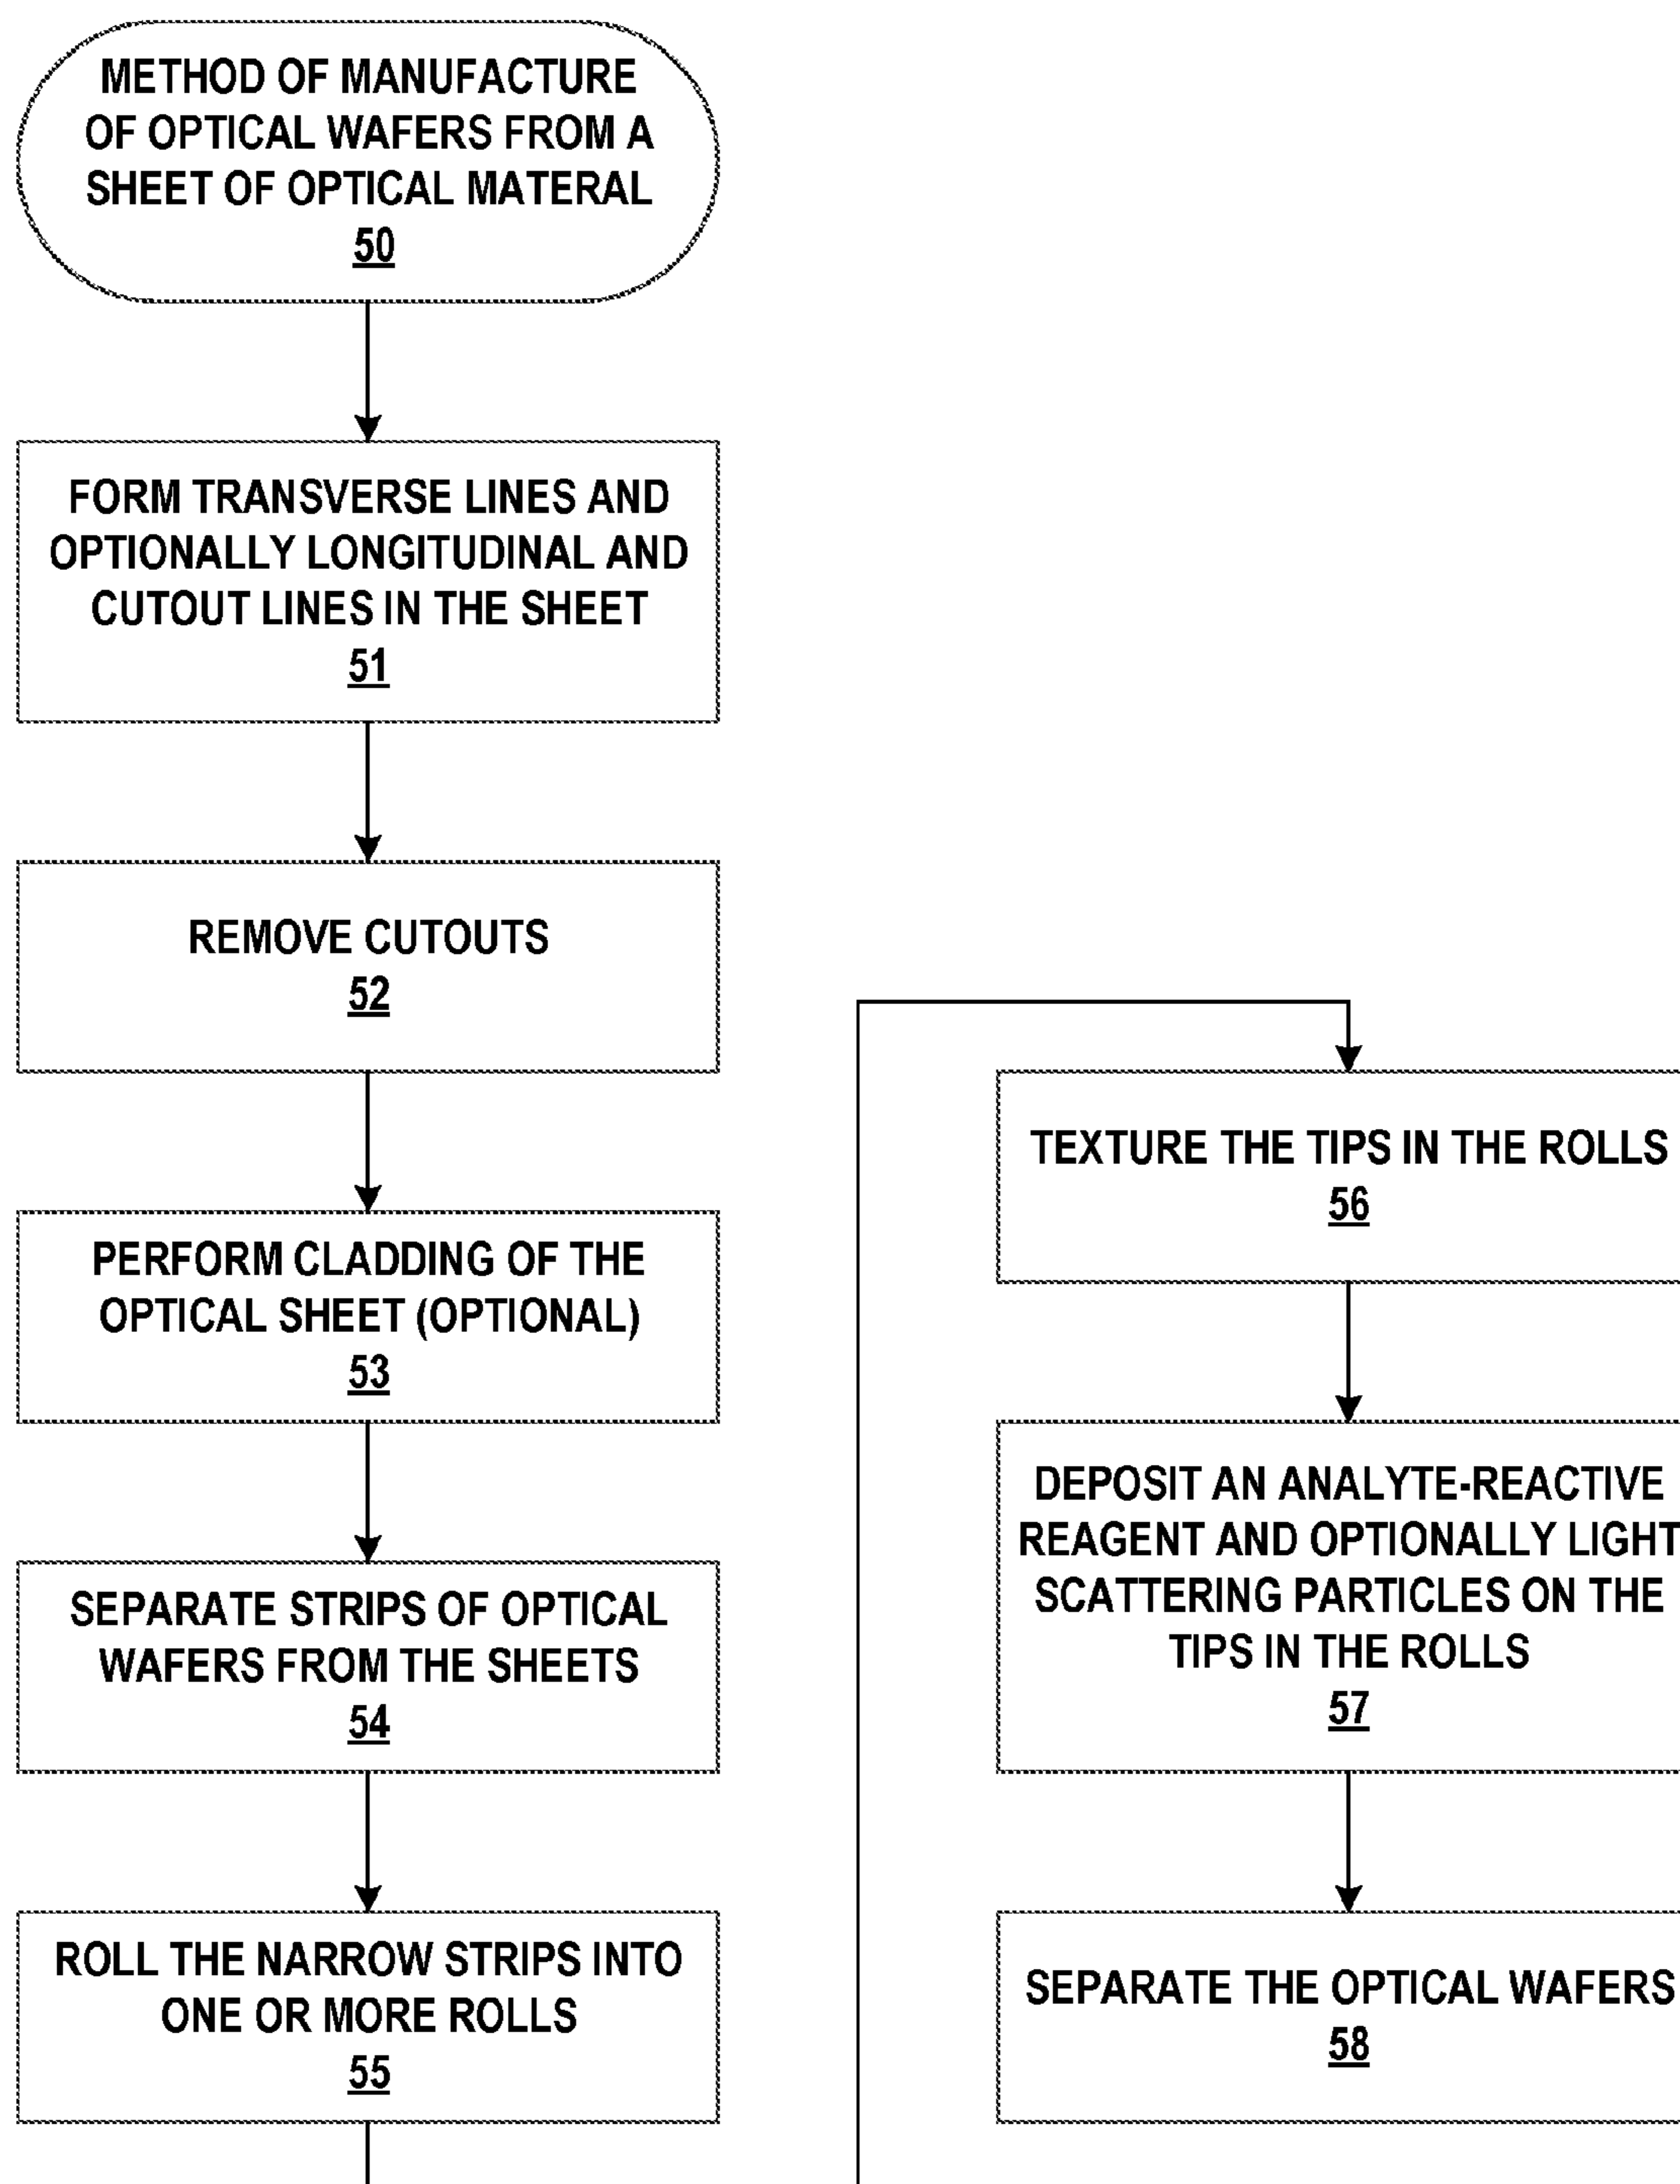 METHOD OF MANUFACTURE
OF OPTICAL WAFERS FROM A
SHEET OF OPTICAL MATERAL
50
FORM TRANSVERSE LINES AND
OPTIONALLY LONGITUDINAL AND
CUTOUT LINES IN THE SHEET
51
REMOVE CUTOUTS
52
PERFORM CLADDING OF THE
OPTICAL SHEET (OPTIONAL)
53
SEPARATE STRIPS OF OPTICAL
WAFERS FROM THE SHEETS
54
ROLL THE NARROW STRIPS INTO
ONE OR MORE ROLLS
55
TEXTURE THE TIPS IN THE ROLLS
56
DEPOSIT AN ANALYTE-REACTIVE
REAGENT AND OPTIONALLY LIGHT
SCATTERING PARTICLES ON THE
TIPS IN THE ROLLS
57
SEPARATE THE OPTICAL WAFERS
58